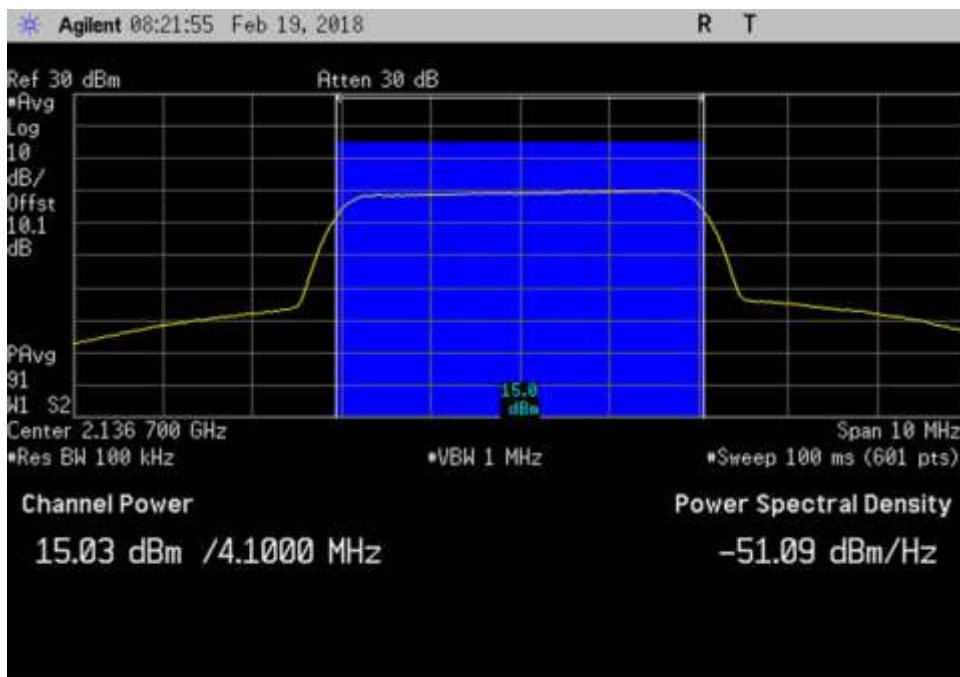 Agilent 08:21:55 Feb 19, 2018 R T
Ref 30 dBm Atten 30 dB
#Avg
Log
10
dB/
Offst
10.1
dB
PAvg
91
W1 S2
15.0
dBm
Center 2.136 700 GHz Span 10 MHz
#Res BW 100 kHz #VBW 1 MHz #Sweep 100 ms (601 pts)
Channel Power Power Spectral Density
15.03 dBm /4.1000 MHz -51.09 dBm/Hz